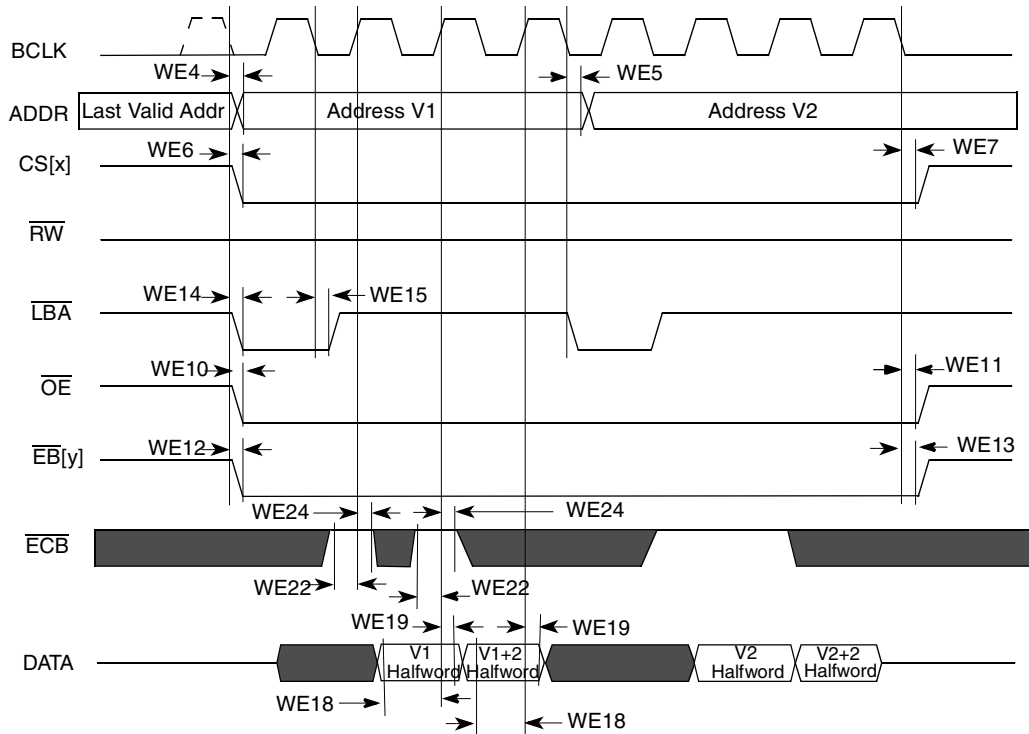 BCLK
WE4
WE5
ADDR
Last Valid Addr
Address V1
Address V2
WE6
WE7
CS[x]
RW
WE14
WE15
LBA
WE10
WE11
OE
WE12
WE13
EB[y]
WE24
WE24
ECB
WE22
WE22
WE19
WE19
DATA
V1
Halfword
V1+2
Halfword
V2
Halfword
V2+2
Halfword
WE18
WE18